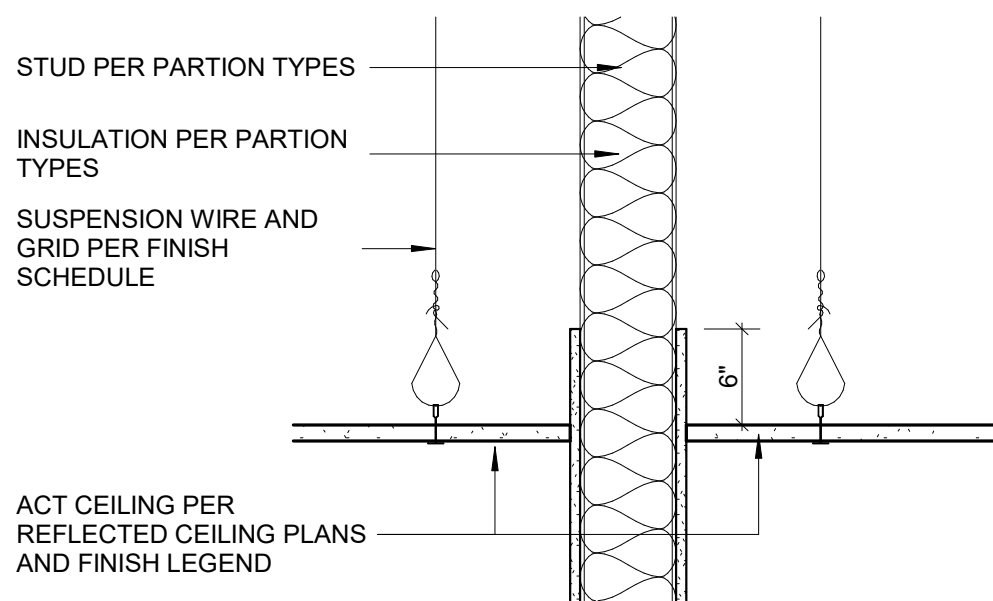 STUD PER PARTION TYPES
INSULATION PER PARTION
TYPES
SUSPENSION WIRE AND
GRID PER FINISH
SCHEDULE
6"
ACT CEILING PER
REFLECTED CEILING PLANS
AND FINISH LEGEND